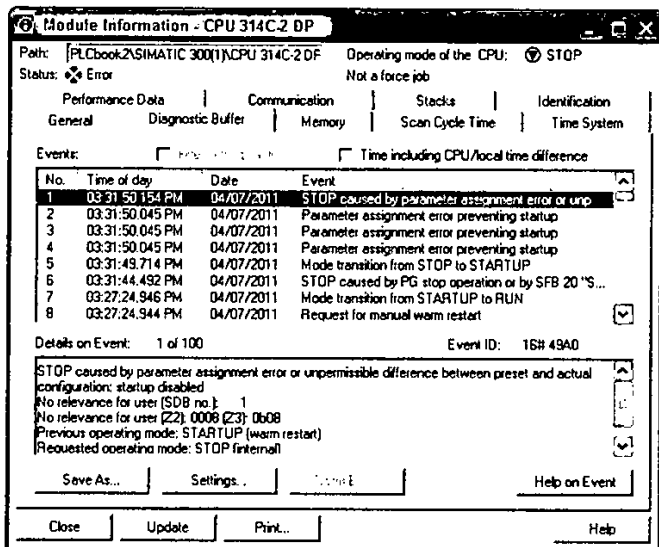 Module Information - CPU 314C-2 DP
Path: PLCbook2\SIMATIC 300(1)\CPU 314C-2 DP Operating mode of the CPU: STOP
Status: Error Not a force job
Performance Data Communication Stacks Identification
General Diagnostic Buffer Memory Scan Cycle Time Time System
Events: Time including CPU/local time difference
No. Time of day Date Event
1 03:31:50.154 PM 04/07/2011 STOP caused by parameter assignment error or unp
2 03:31:50.045 PM 04/07/2011 Parameter assignment error preventing startup
3 03:31:50.045 PM 04/07/2011 Parameter assignment error preventing startup
4 03:31:50.045 PM 04/07/2011 Parameter assignment error preventing startup
5 03:31:49.714 PM 04/07/2011 Mode transition from STOP to STARTUP
6 03:31:44.492 PM 04/07/2011 STOP caused by PG stop operation or by SFB 20 "S...
7 03:27:24.946 PM 04/07/2011 Mode transition from STARTUP to RUN
8 03:27:24.944 PM 04/07/2011 Request for manual warm restart
Details on Event: 1 of 100 Event ID: 16# 49A0
STOP caused by parameter assignment error or unpermissible difference between preset and actual
configuration: startup disabled
No relevance for user (SDB no.): 1
No relevance for user (Z2): 0008 (Z3): 0b08
Previous operating mode: STARTUP (warm restart)
Requested operating mode: STOP (internal)
Save As... Settings... Help on Event
Close Update Print... Help